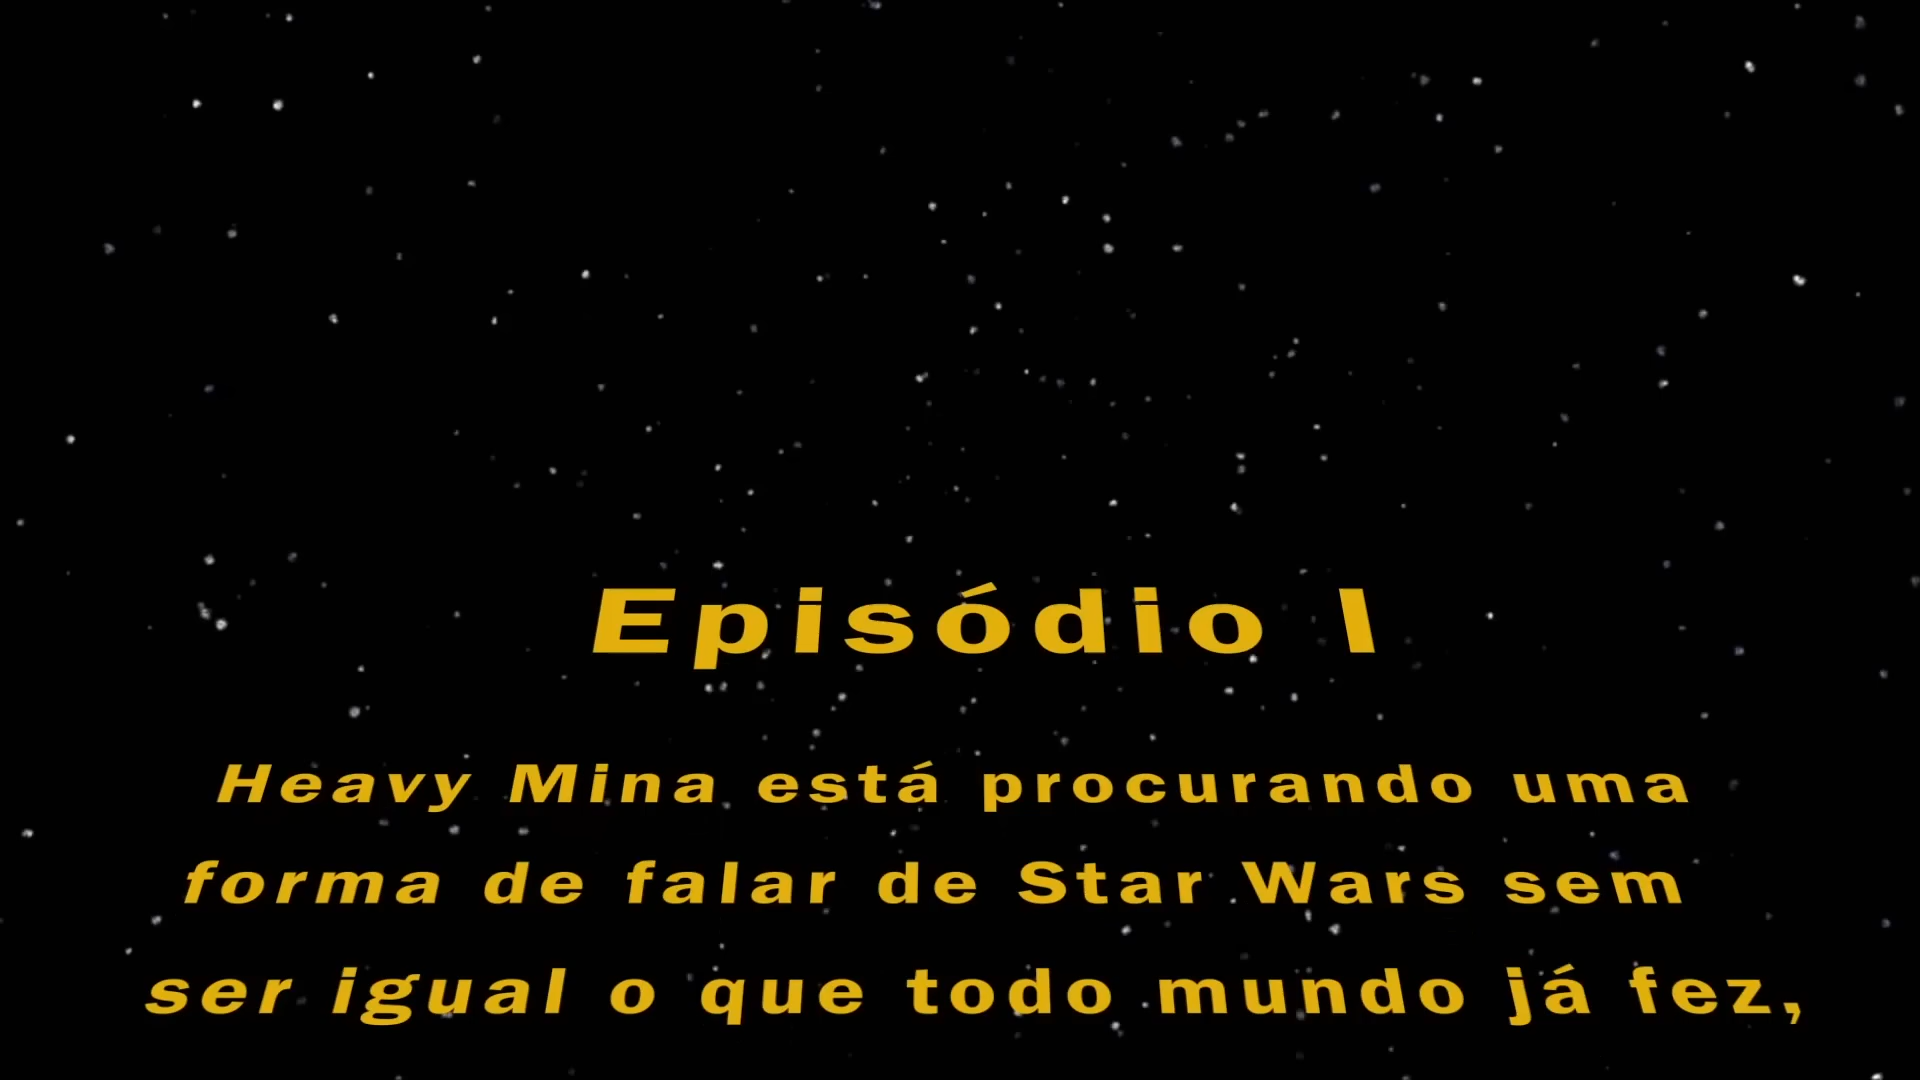 Episódio I
Heavy Mina está procurando uma
forma de falar de Star Wars sem
ser igual o que todo mundo já fez,